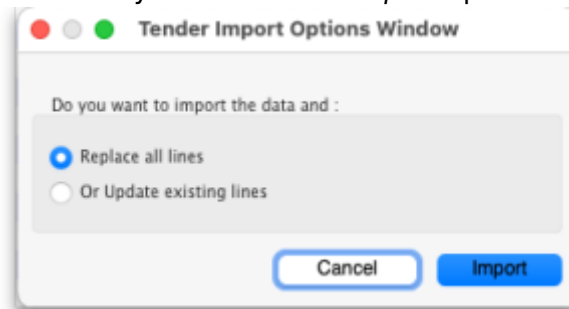 Tender Import Options Window
Do you want to import the data and :
Replace all lines
Or Update existing lines
Cancel
Import